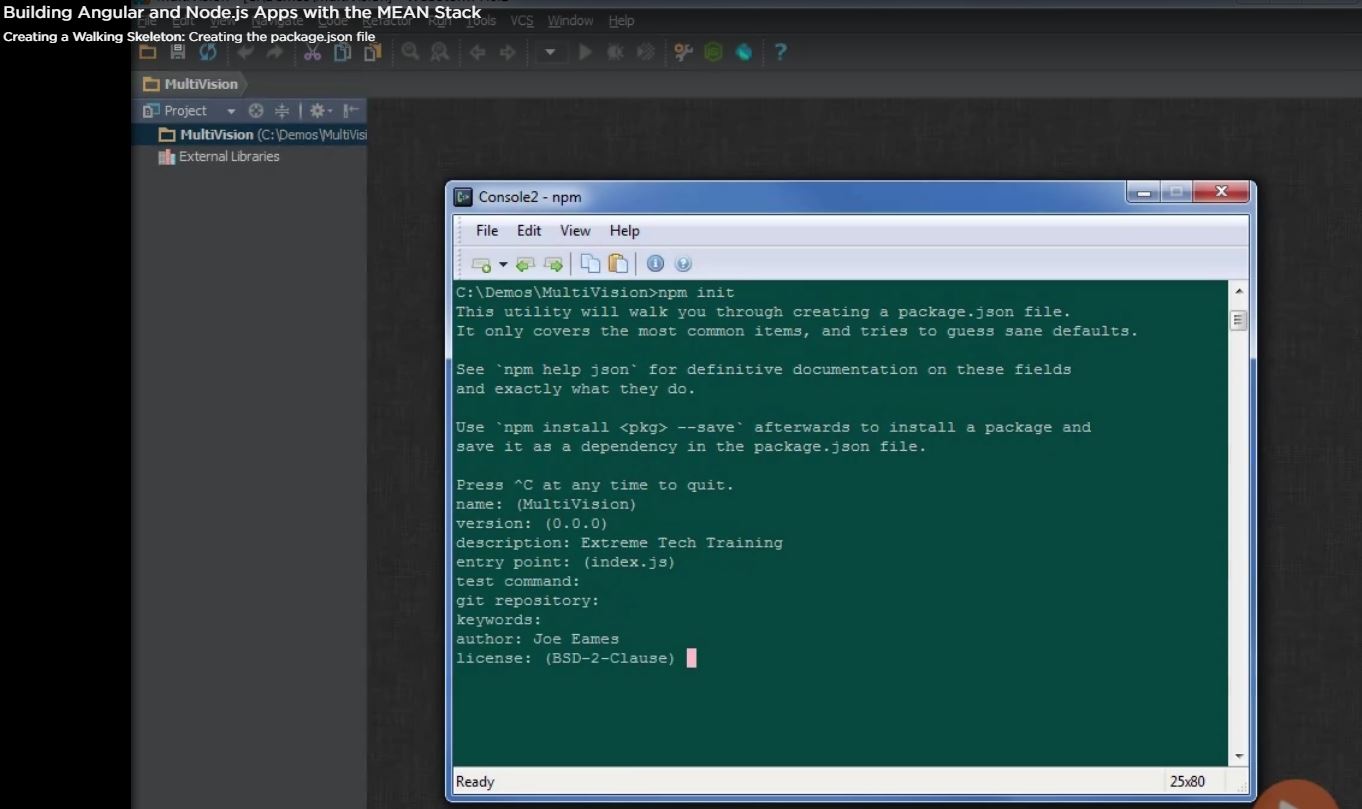 Building Angular and Node.js Apps with the MEAN Stack
Creating a Walking Skeleton: Creating the package.json file
File Edit View Navigate Code Refactor Run Tools VCS Window Help
MultiVision
Project
MultiVision (C:\Demos\MultiVisi
External Libraries
Console2 - npm
File Edit View Help
C:\Demos\MultiVision>npm init
This utility will walk you through creating a package.json file.
It only covers the most common items, and tries to guess sane defaults.
See `npm help json` for definitive documentation on these fields
and exactly what they do.
Use `npm install <pkg> --save` afterwards to install a package and
save it as a dependency in the package.json file.
Press ^C at any time to quit.
name: (MultiVision)
version: (0.0.0)
description: Extreme Tech Training
entry point: (index.js)
test command:
git repository:
keywords:
author: Joe Eames
license: (BSD-2-Clause)
Ready 25x80